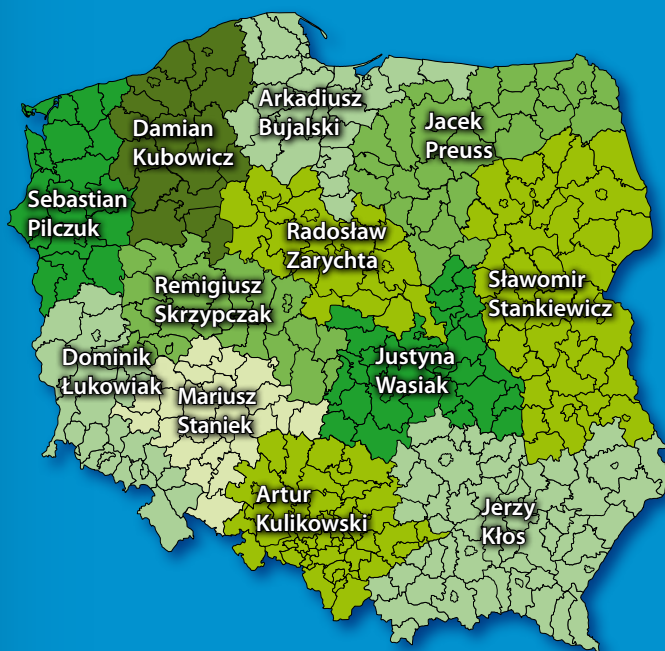 Arkadiusz
Bujalski
Damian
Kubowicz
Jacek
Preuss
Sebastian
Pilczuk
Radosław
Zarychta
Remigiusz
Skrzypczak
Sławomir
Stankiewicz
Dominik
Łukowiak
Justyna
Wasiak
Mariusz
Staniek
Artur
Kulikowski
Jerzy
Kłos